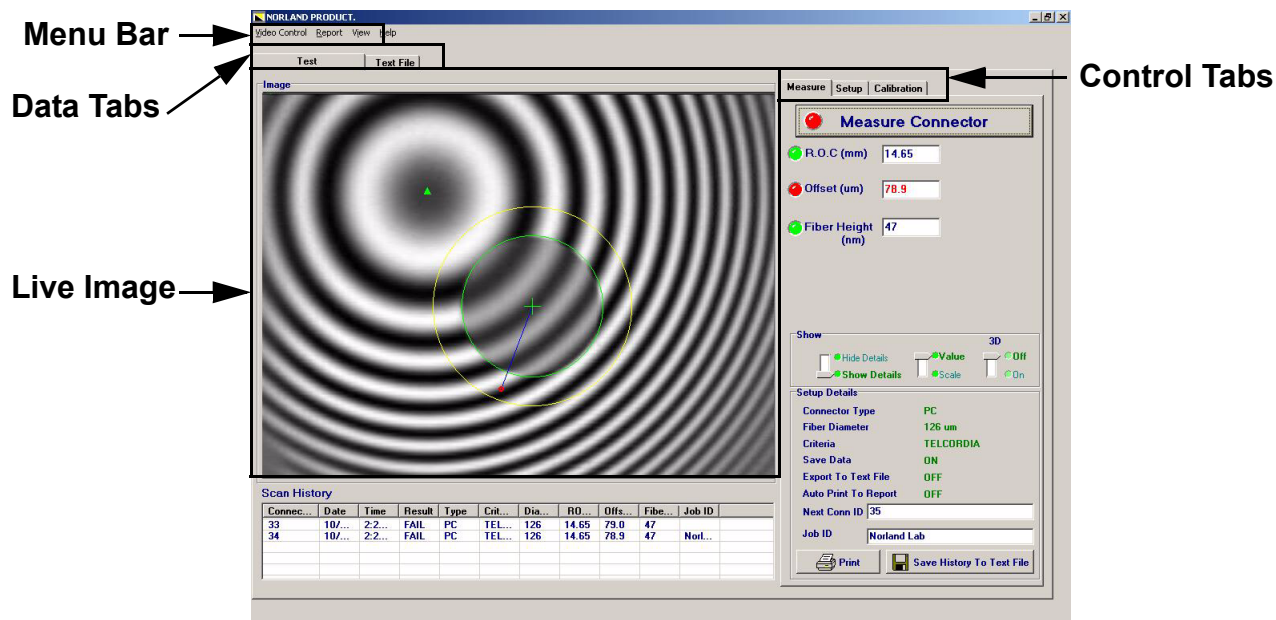 NORLAND PRODUCT.
Menu Bar
Video Control Report View Help
Test Text File
Data Tabs
Control Tabs
Image
Measure Setup Calibration
Measure Connector
R.O.C (mm) 14.65
Offset (um) 78.9
Fiber Height (nm) 47
Live Image
Show
3D
Hide Details Value Off
Show Details Scale On
Setup Details
Connector Type PC
Fiber Diameter 126 um
Criteria TELCORDIA
Save Data ON
Export To Text File OFF
Auto Print To Report OFF
Next Conn ID 35
Job ID Norland Lab
Print Save History To Text File
Scan History
Connec... Date Time Result Type Crit... Dia... RO... Offs... Fibe... Job ID
33 10/... 2:2... FAIL PC TEL... 126 14.65 79.0 47
34 10/... 2:2... FAIL PC TEL... 126 14.65 78.9 47 Norl...